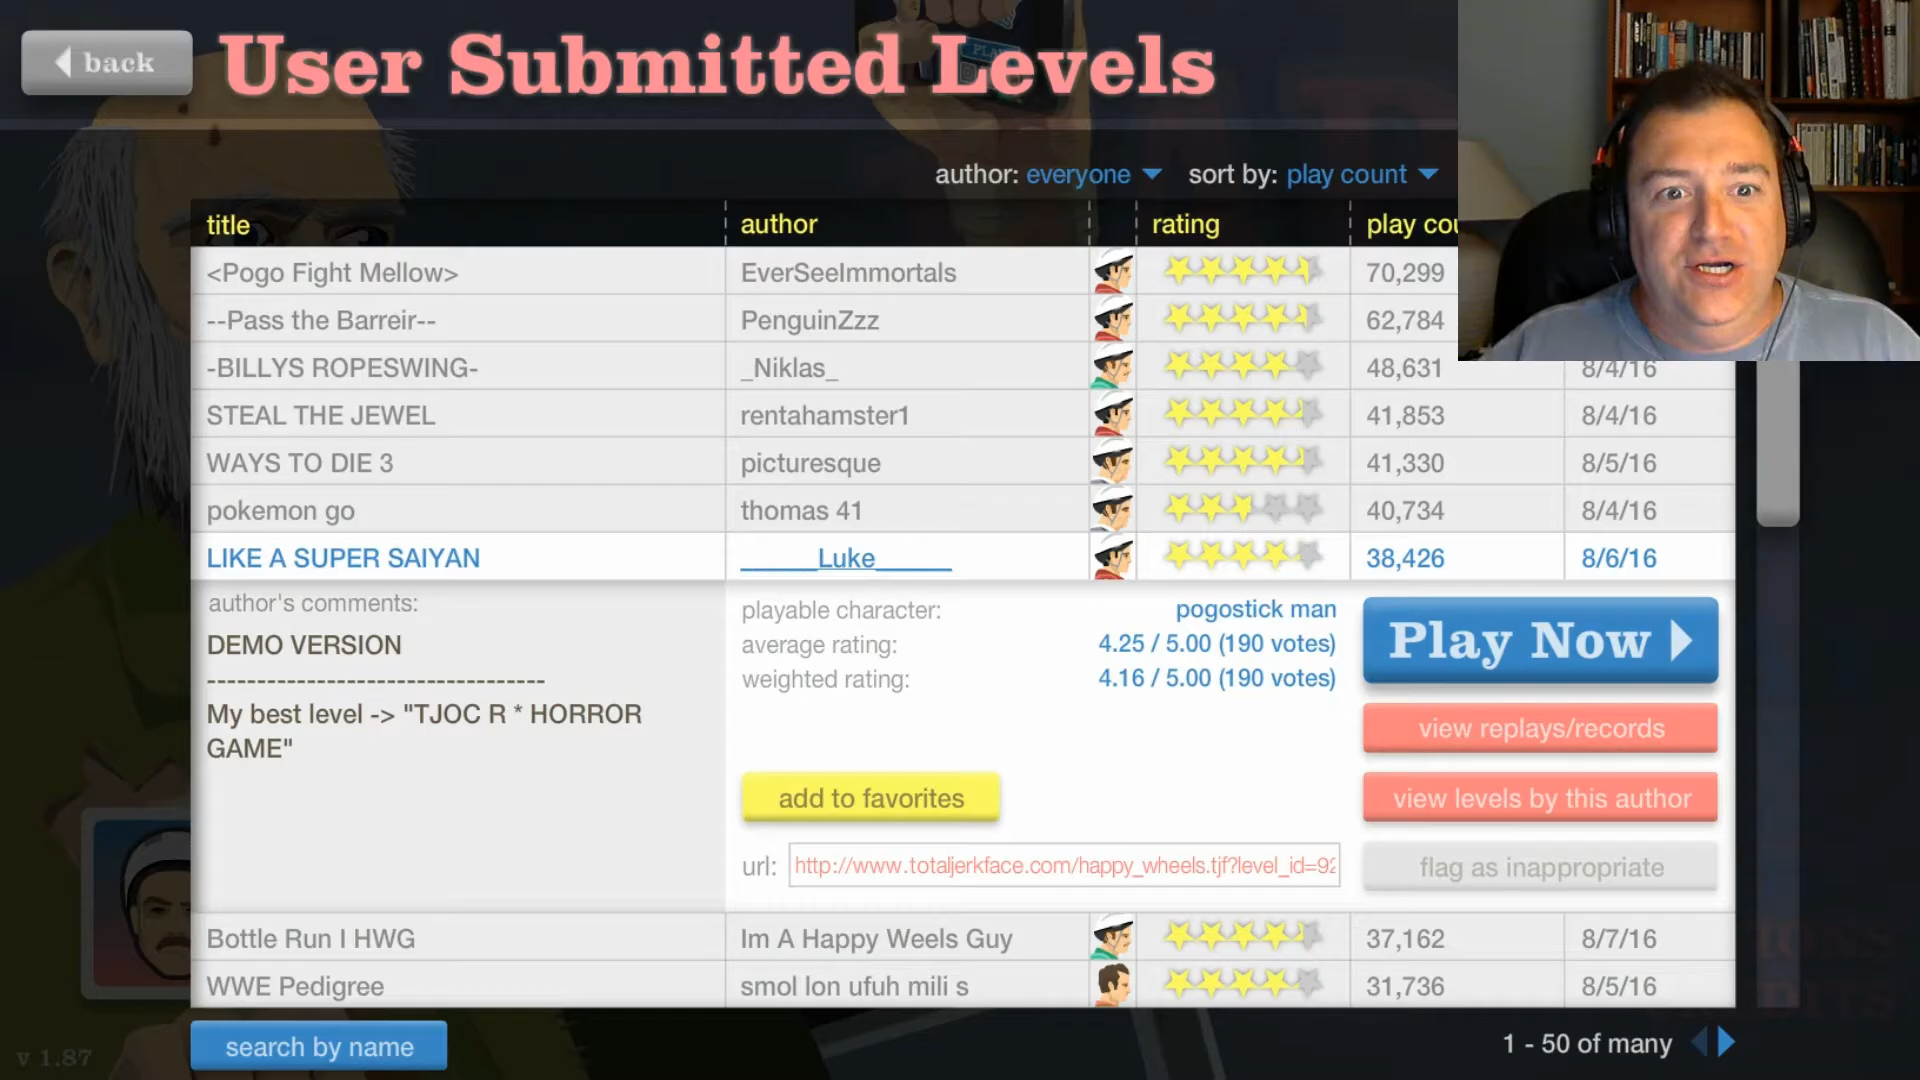 back
User Submitted Levels
author: everyone sort by: play count
title author rating play cou
<Pogo Fight Mellow> EverSeeImmortals 70,299
--Pass the Barreir-- PenguinZzz 62,784
-BILLYS ROPESWING- _Niklas_ 48,631 8/4/16
STEAL THE JEWEL rentahamster1 41,853 8/4/16
WAYS TO DIE 3 picturesque 41,330 8/5/16
pokemon go thomas 41 40,734 8/4/16
LIKE A SUPER SAIYAN ______Luke______ 38,426 8/6/16
author's comments:
DEMO VERSION
----------------------------------
My best level -> "TJOC R * HORROR
GAME"
playable character: pogostick man
average rating: 4.25 / 5.00 (190 votes)
weighted rating: 4.16 / 5.00 (190 votes)
add to favorites
url: http://www.totaljerkface.com/happy_wheels.tjf?level_id=92
Play Now
view replays/records
view levels by this author
flag as inappropriate
Bottle Run I HWG Im A Happy Weels Guy 37,162 8/7/16
WWE Pedigree smol lon ufuh mili s 31,736 8/5/16
search by name
1 - 50 of many
v 1.87